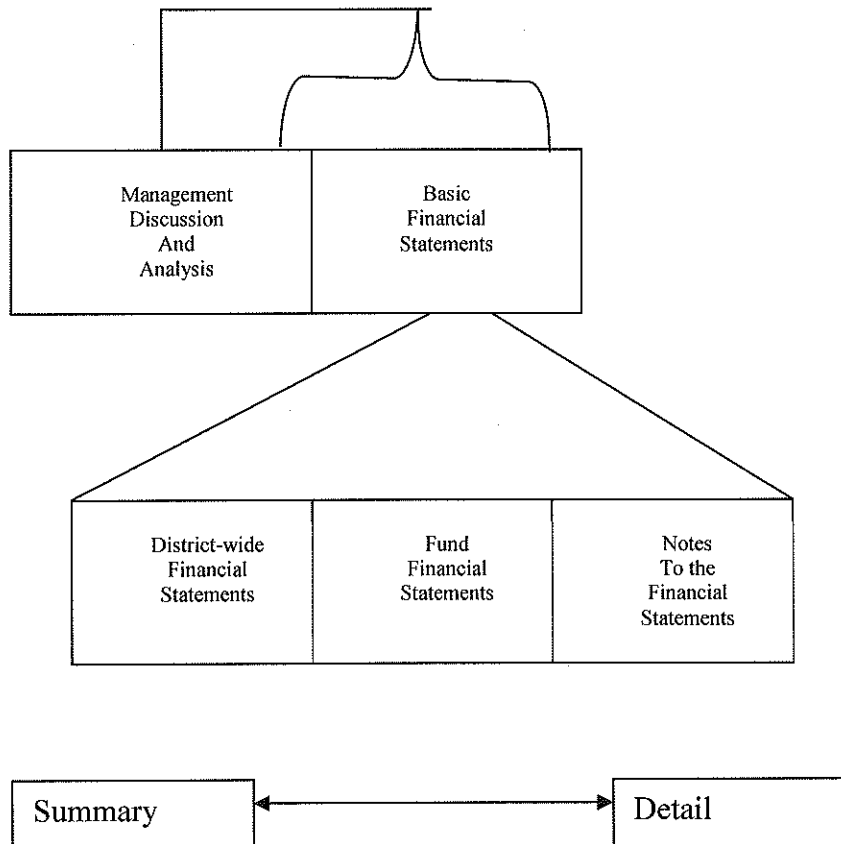 Management
Discussion
And
Analysis
Basic
Financial
Statements
District-wide
Financial
Statements
Fund
Financial
Statements
Notes
To the
Financial
Statements
Summary
Detail